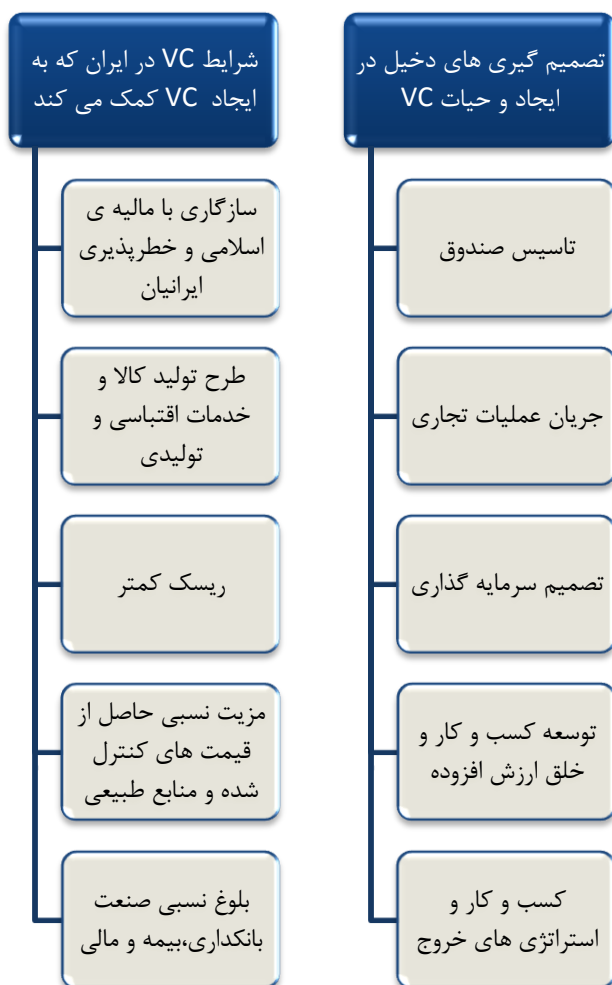 تصمیم گیری های دخیل در
ایجاد و حیات VC
تاسیس صندوق
جریان عملیات تجاری
تصمیم سرمایه گذاری
توسعه کسب و کار و
خلق ارزش افزوده
کسب و کار و
استراتژی های خروج
شرایط VC در ایران که به
ایجاد VC کمک می کند
سازگاری با مالیه ی
اسلامی و خطرپذیری
ایرانیان
طرح تولید کالا و
خدمات اقتباسی و
تولیدی
ریسک کمتر
مزیت نسبی حاصل از
قیمت های کنترل
شده و منابع طبیعی
بلوغ نسبی صنعت
بانکداری،بیمه و مالی